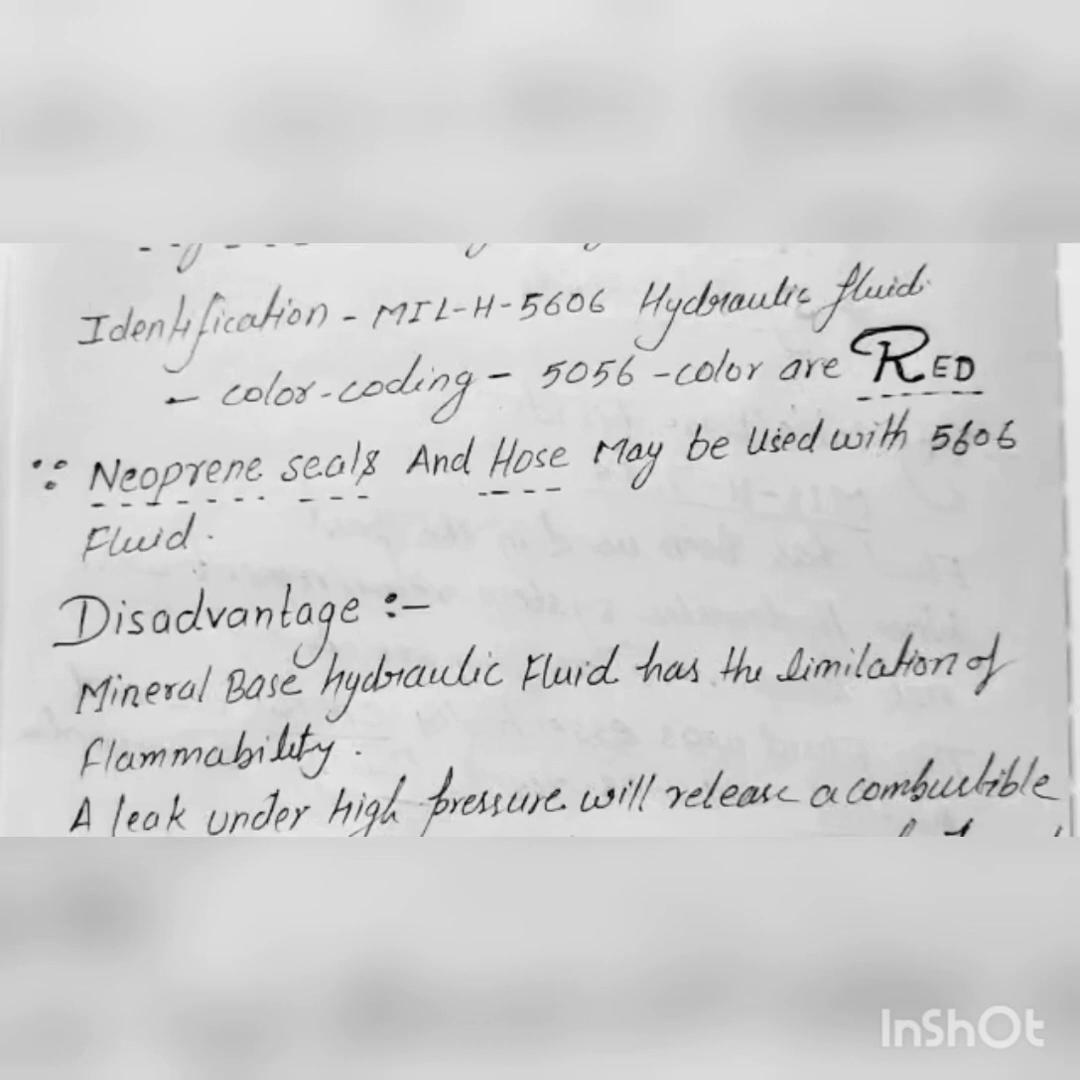 Identification - MIL-H-5606 Hydraulic fluid.
- color-coding - 5056 -color are RED
Neoprene seals And Hose May be Used with 5606
Fluid.
Disadvantage :-
Mineral Base hydraulic Fluid has the limitation of
flammability.
A leak under high pressure will release a combustible
InShOt